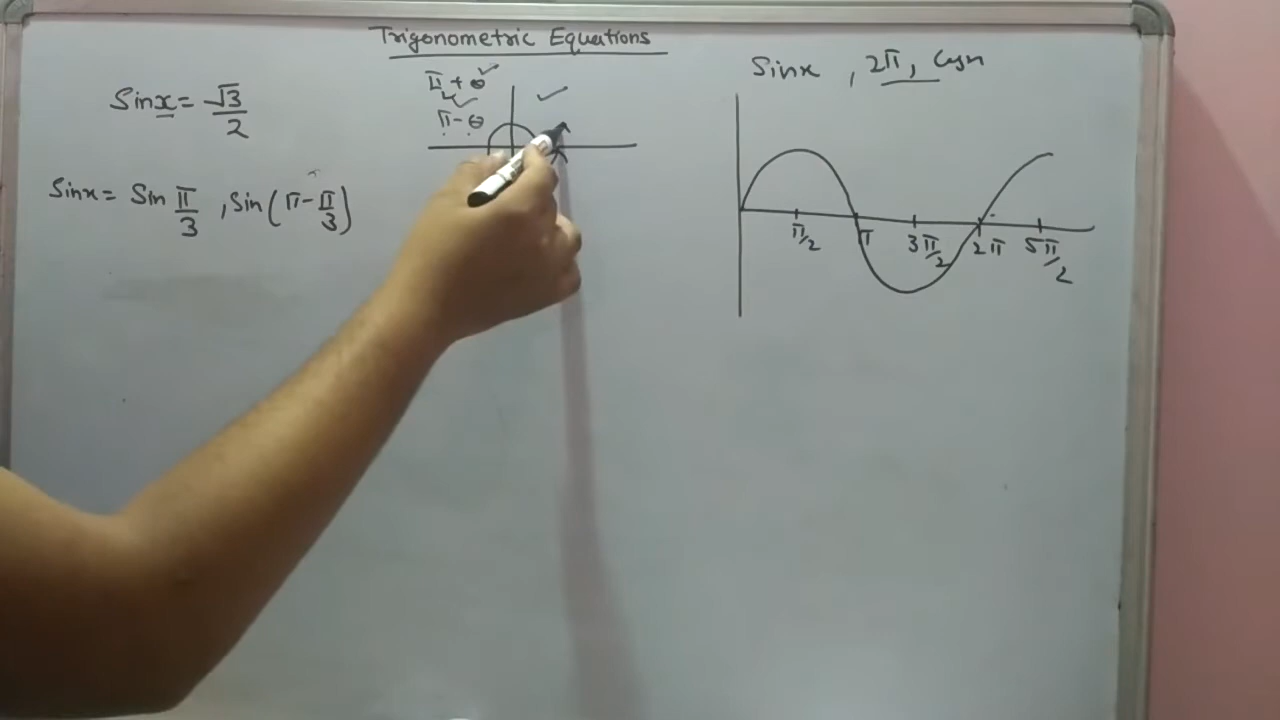 Trigonometric Equations
Sinx = √3/2
Sinx = Sin π/3 , Sin(π - π/3)
π + θ
π - θ
Sinx , 2π,
π/2 π 3π/2 2π 5π/2